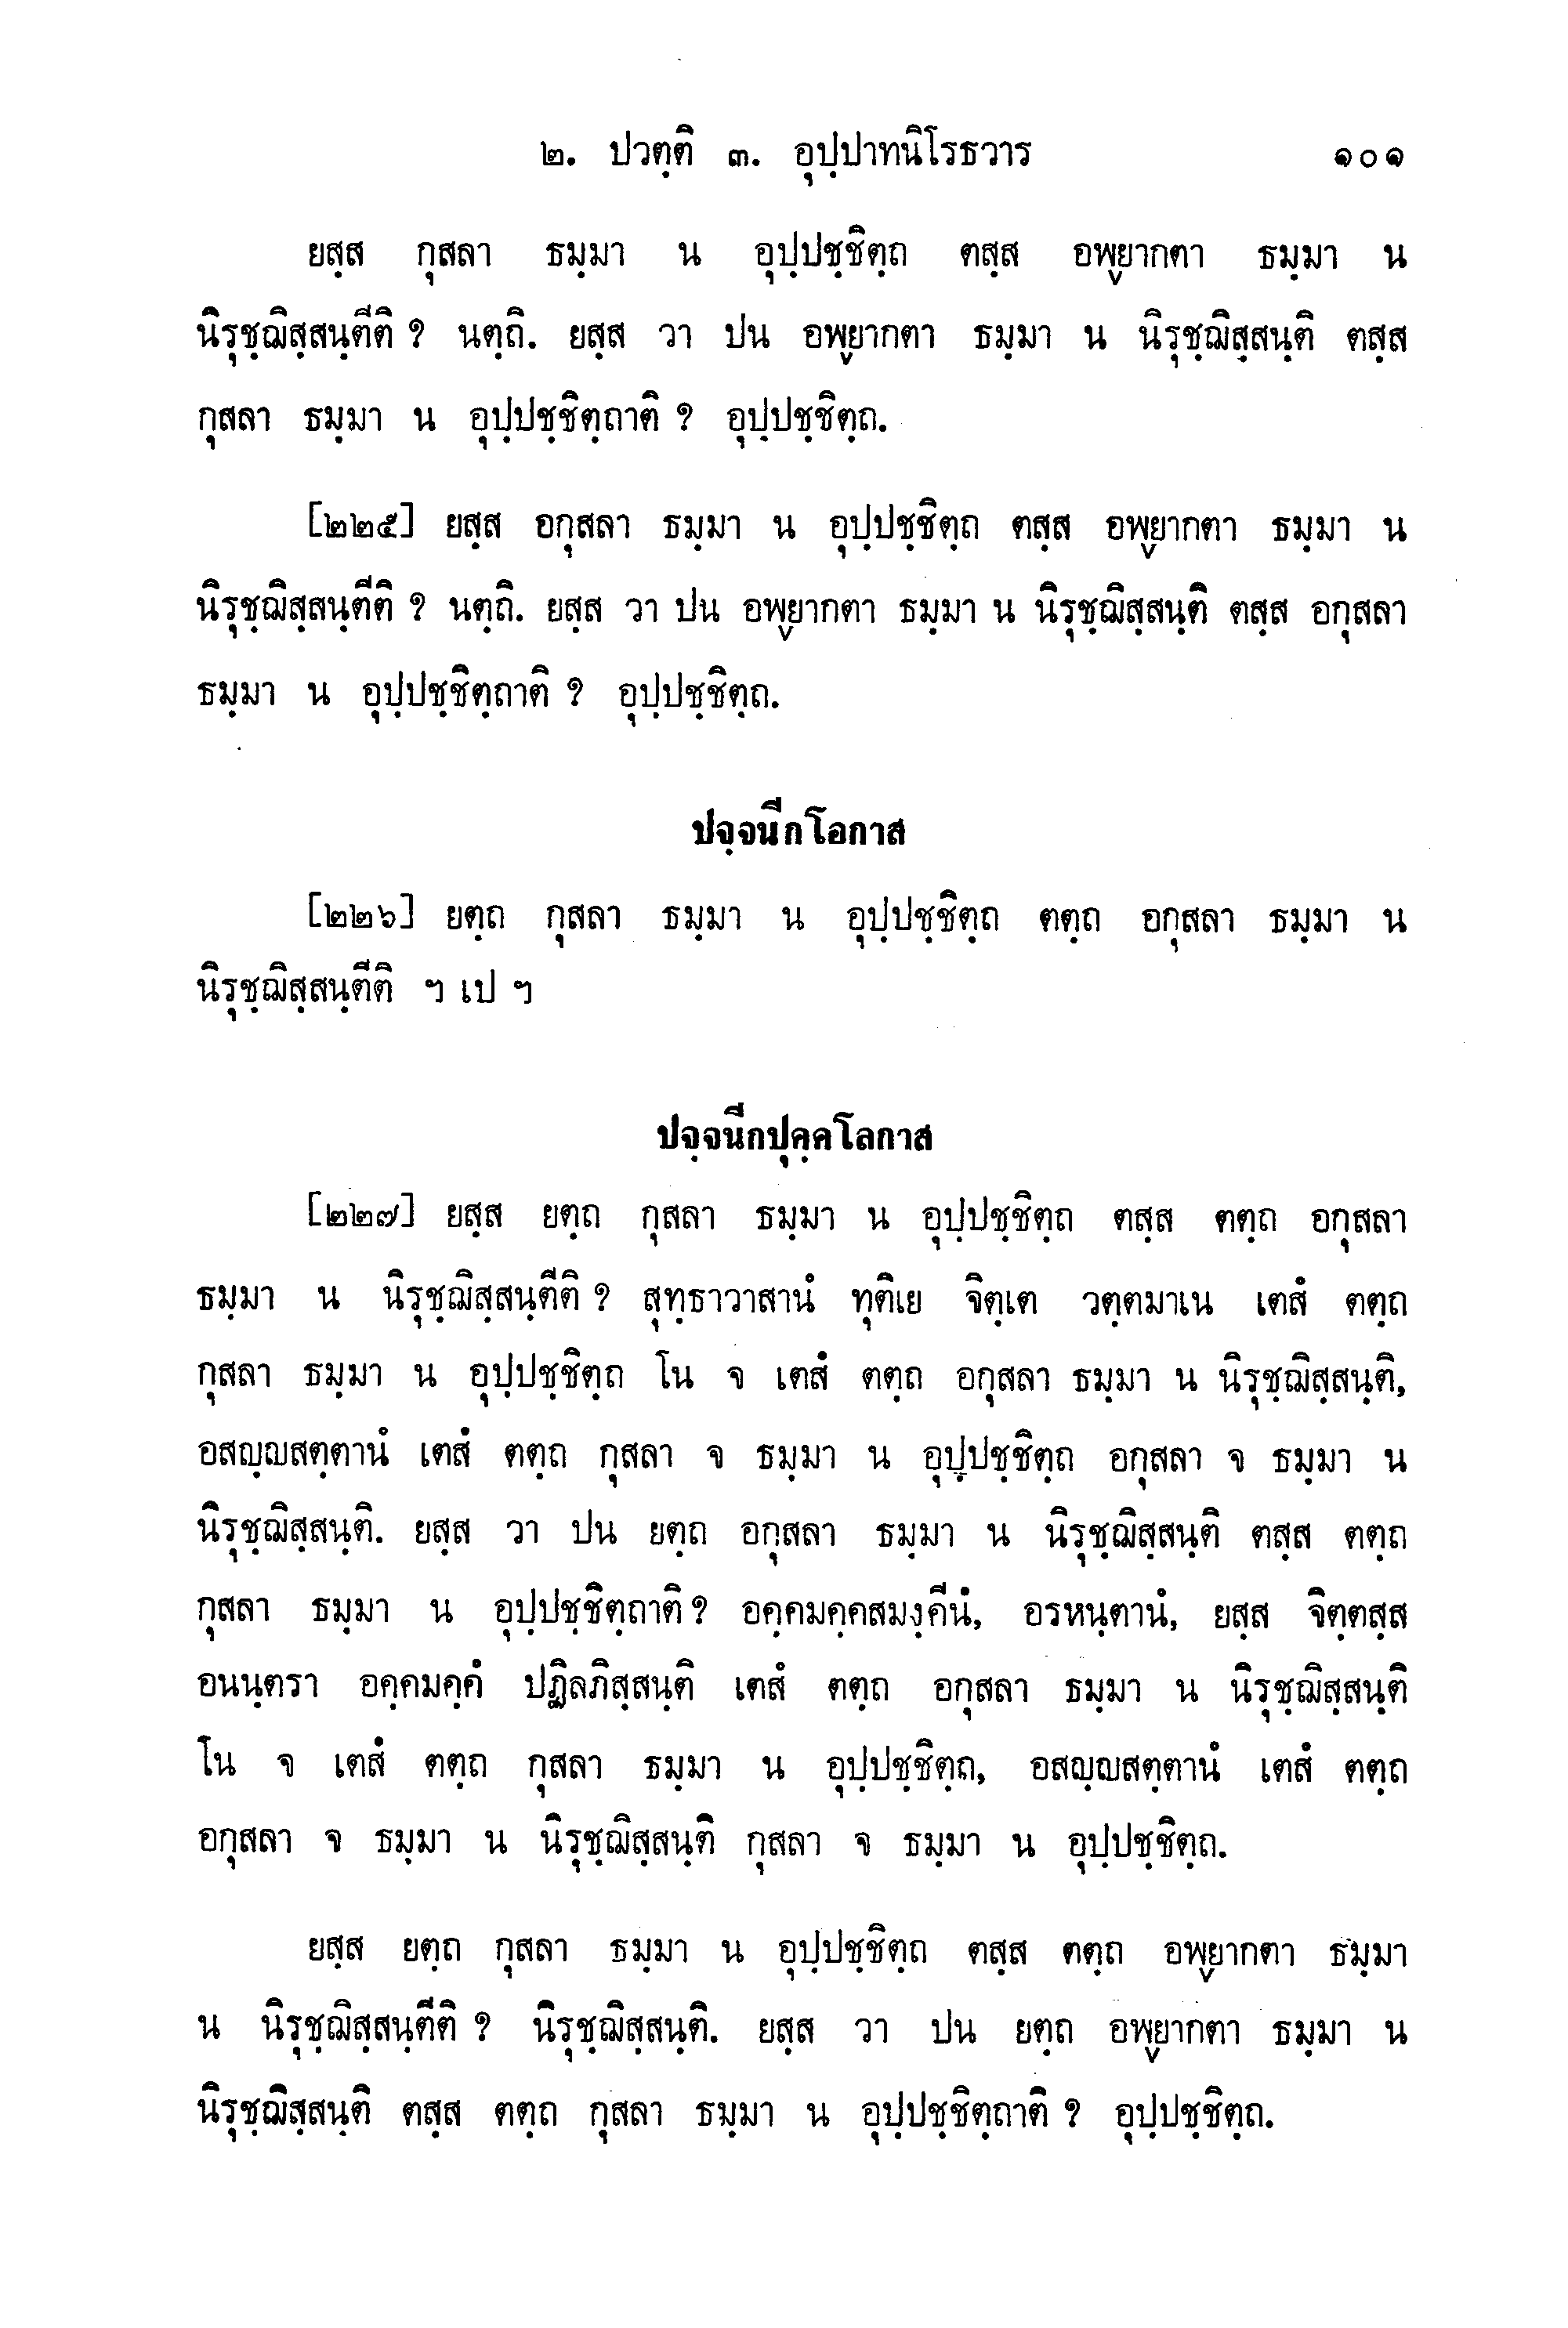 ๒. ปวตฺติ ๓. อุปฺปาทนิโรธวาร ๑๐๑
ยสฺส กุสลา ธมฺมา น อุปฺปชฺชิตฺถ ตสฺส อพฺยากตา ธมฺมา น
นิรุชฺฌิสฺสนฺตีติ ? นตฺถิ. ยสฺส วา ปน อพฺยากตา ธมฺมา น นิรุชฺฌิสฺสนฺติ ตสฺส
กุสลา ธมฺมา น อุปฺปชฺชิตฺถาติ ? อุปฺปชฺชิตฺถ.
[๒๒๕] ยสฺส อกุสลา ธมฺมา น อุปฺปชฺชิตฺถ ตสฺส อพฺยากตา ธมฺมา น
นิรุชฺฌิสฺสนฺตีติ ? นตฺถิ. ยสฺส วา ปน อพฺยากตา ธมฺมา น นิรุชฺฌิสฺสนฺติ ตสฺส อกุสลา
ธมฺมา น อุปฺปชฺชิตฺถาติ ? อุปฺปชฺชิตฺถ.
ปจฺจนีกโอกาส
[๒๒๖] ยตฺถ กุสลา ธมฺมา น อุปฺปชฺชิตฺถ ตตฺถ อกุสลา ธมฺมา น
นิรุชฺฌิสฺสนฺตีติ ฯ เป ฯ
ปจฺจนีกปุคฺคโลกาส
[๒๒๗] ยสฺส ยตฺถ กุสลา ธมฺมา น อุปฺปชฺชิตฺถ ตสฺส ตตฺถ อกุสลา
ธมฺมา น นิรุชฺฌิสฺสนฺตีติ ? สุทฺธาวาสานํ ทุติเย จิตฺเต วตฺตมาเน เตสํ ตตฺถ
กุสลา ธมฺมา น อุปฺปชฺชิตฺถ โน จ เตสํ ตตฺถ อกุสลา ธมฺมา น นิรุชฺฌิสฺสนฺติ,
อสญฺญสตฺตานํ เตสํ ตตฺถ กุสลา จ ธมฺมา น อุปฺปชฺชิตฺถ อกุสลา จ ธมฺมา น
นิรุชฺฌิสฺสนฺติ. ยสฺส วา ปน ยตฺถ อกุสลา ธมฺมา น นิรุชฺฌิสฺสนฺติ ตสฺส ตตฺถ
กุสลา ธมฺมา น อุปฺปชฺชิตฺถาติ ? อคฺคมคฺคสมงฺคีนํ, อรหนฺตานํ, ยสฺส จิตฺตสฺส
อนนฺตรา อคฺคมคฺคํ ปฏิลภิสฺสนฺติ เตสํ ตตฺถ อกุสลา ธมฺมา น นิรุชฺฌิสฺสนฺติ
โน จ เตสํ ตตฺถ กุสลา ธมฺมา น อุปฺปชฺชิตฺถ, อสญฺญสตฺตานํ เตสํ ตตฺถ
อกุสลา จ ธมฺมา น นิรุชฺฌิสฺสนฺติ กุสลา จ ธมฺมา น อุปฺปชฺชิตฺถ.
ยสฺส ยตฺถ กุสลา ธมฺมา น อุปฺปชฺชิตฺถ ตสฺส ตตฺถ อพฺยากตา ธมฺมา
น นิรุชฺฌิสฺสนฺตีติ ? นิรุชฺฌิสฺสนฺติ. ยสฺส วา ปน ยตฺถ อพฺยากตา ธมฺมา น
นิรุชฺฌิสฺสนฺติ ตสฺส ตตฺถ กุสลา ธมฺมา น อุปฺปชฺชิตฺถาติ ? อุปฺปชฺชิตฺถ.